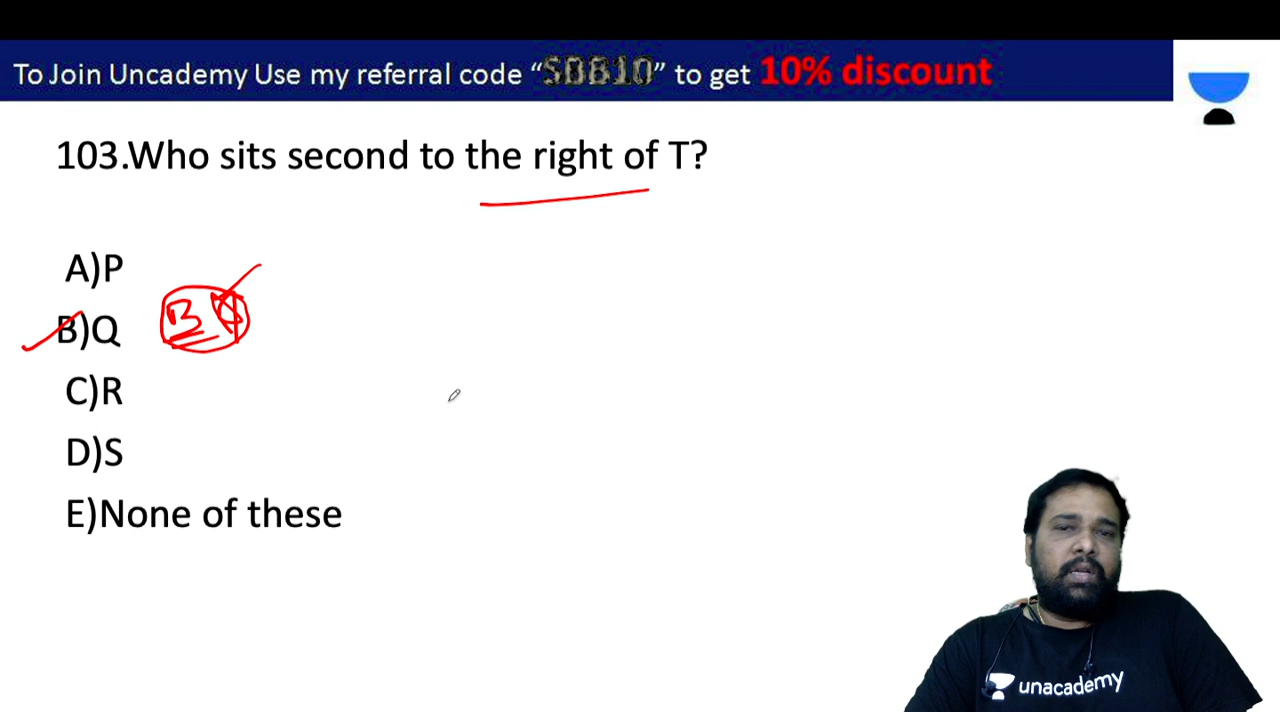 To Join Uncademy Use my referral code “SBB10” to get 10% discount
103.Who sits second to the right of T?
A)P
B)Q
B
C)R
D)S
E)None of these
unacademy